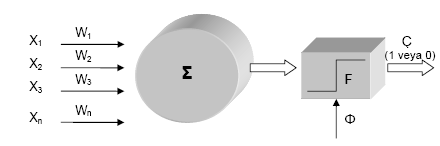 X1 W1
X2 W2
X3 W3
Xn Wn
Σ
F
Ç
(1 veya 0)
Φ